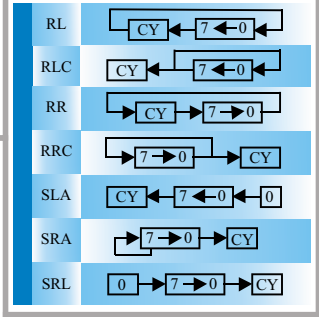 RL CY 7 0
RLC CY 7 0
RR CY 7 0
RRC 7 0 CY
SLA CY 7 0 0
SRA 7 0 CY
SRL 0 7 0 CY